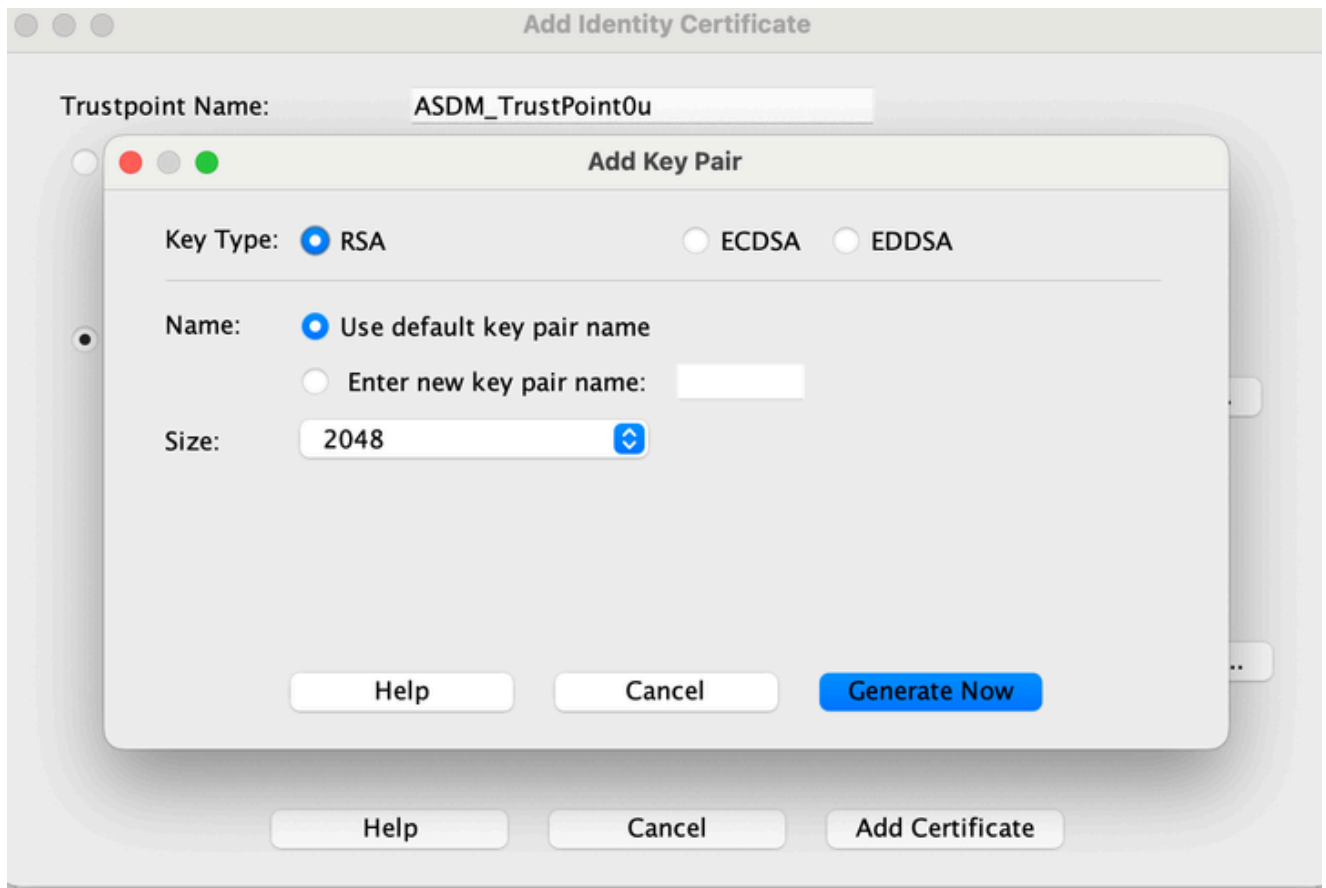 Add Identity Certificate
Trustpoint Name: ASDM_TrustPoint0u
Add Key Pair
Key Type: RSA ECDSA EDDSA
Name: Use default key pair name
Enter new key pair name:
Size: 2048
Help Cancel Generate Now
Help Cancel Add Certificate